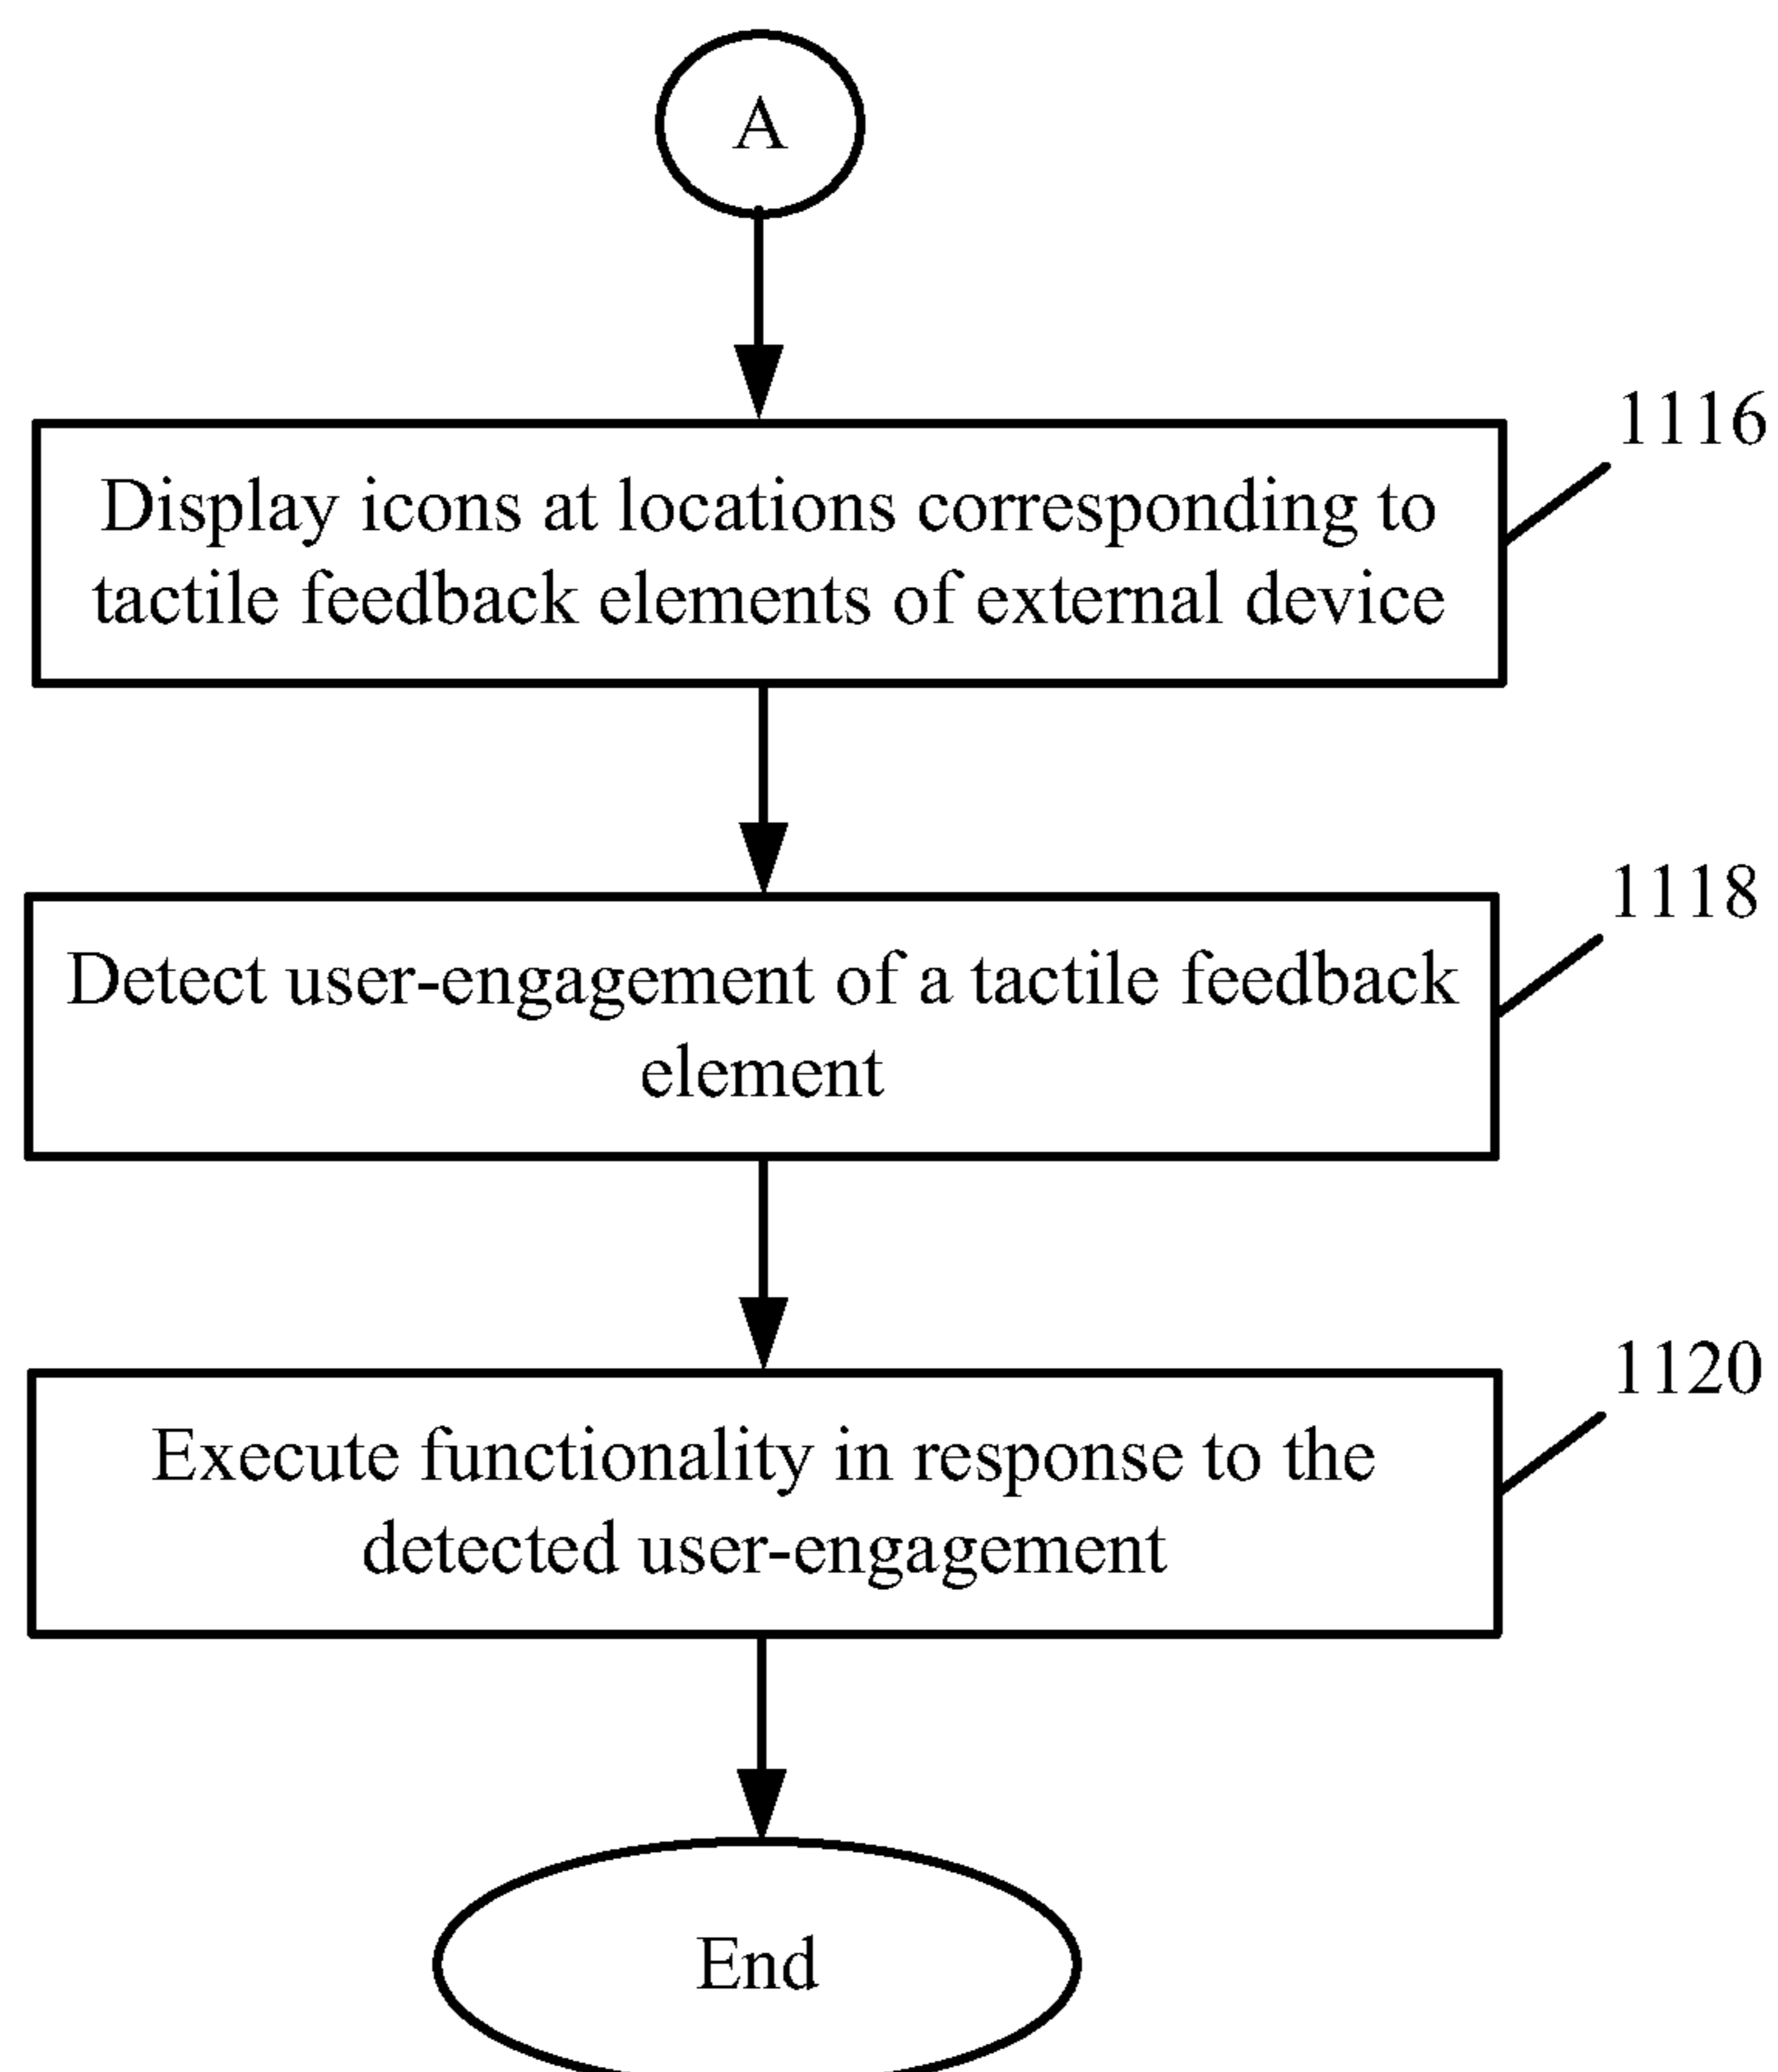 A
1116
Display icons at locations corresponding to
tactile feedback elements of external device
1118
Detect user-engagement of a tactile feedback
element
1120
Execute functionality in response to the
detected user-engagement
End